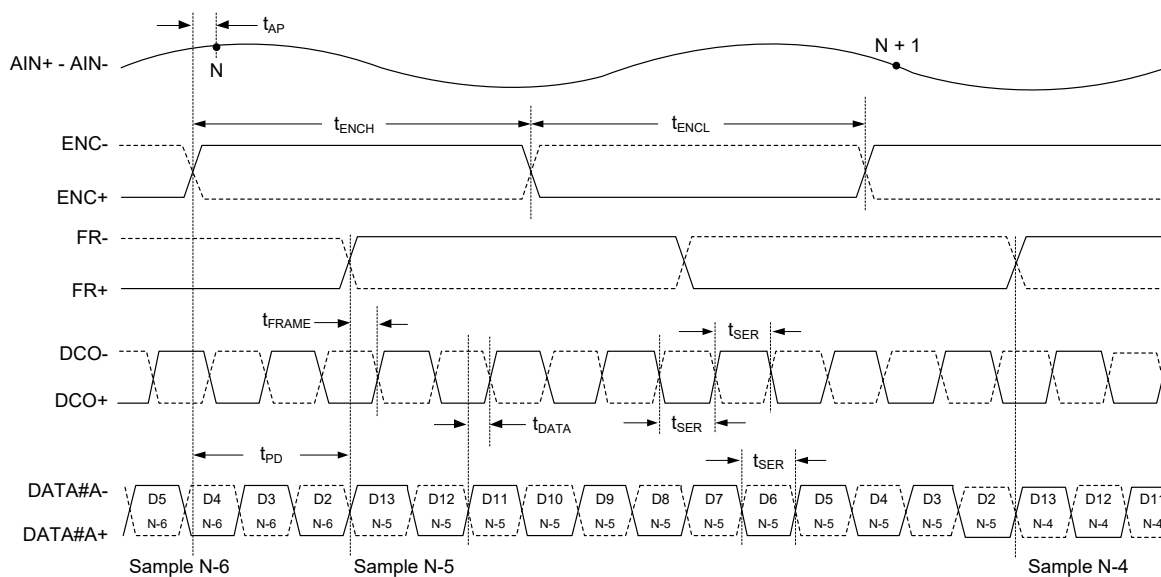 tAP
AIN+ - AIN-
N
N + 1
tENCH
tENCL
ENC-
ENC+
FR-
FR+
tFRAME
tSER
DCO-
DCO+
tDATA
tSER
tPD
tSER
DATA#A-
DATA#A+
D5 D4 D3 D2 D13 D12 D11 D10 D9 D8 D7 D6 D5 D4 D3 D2 D13 D12 D11
N-6 N-6 N-6 N-6 N-5 N-5 N-5 N-5 N-5 N-5 N-5 N-5 N-5 N-5 N-5 N-5 N-4 N-4 N-4
Sample N-6 Sample N-5 Sample N-4